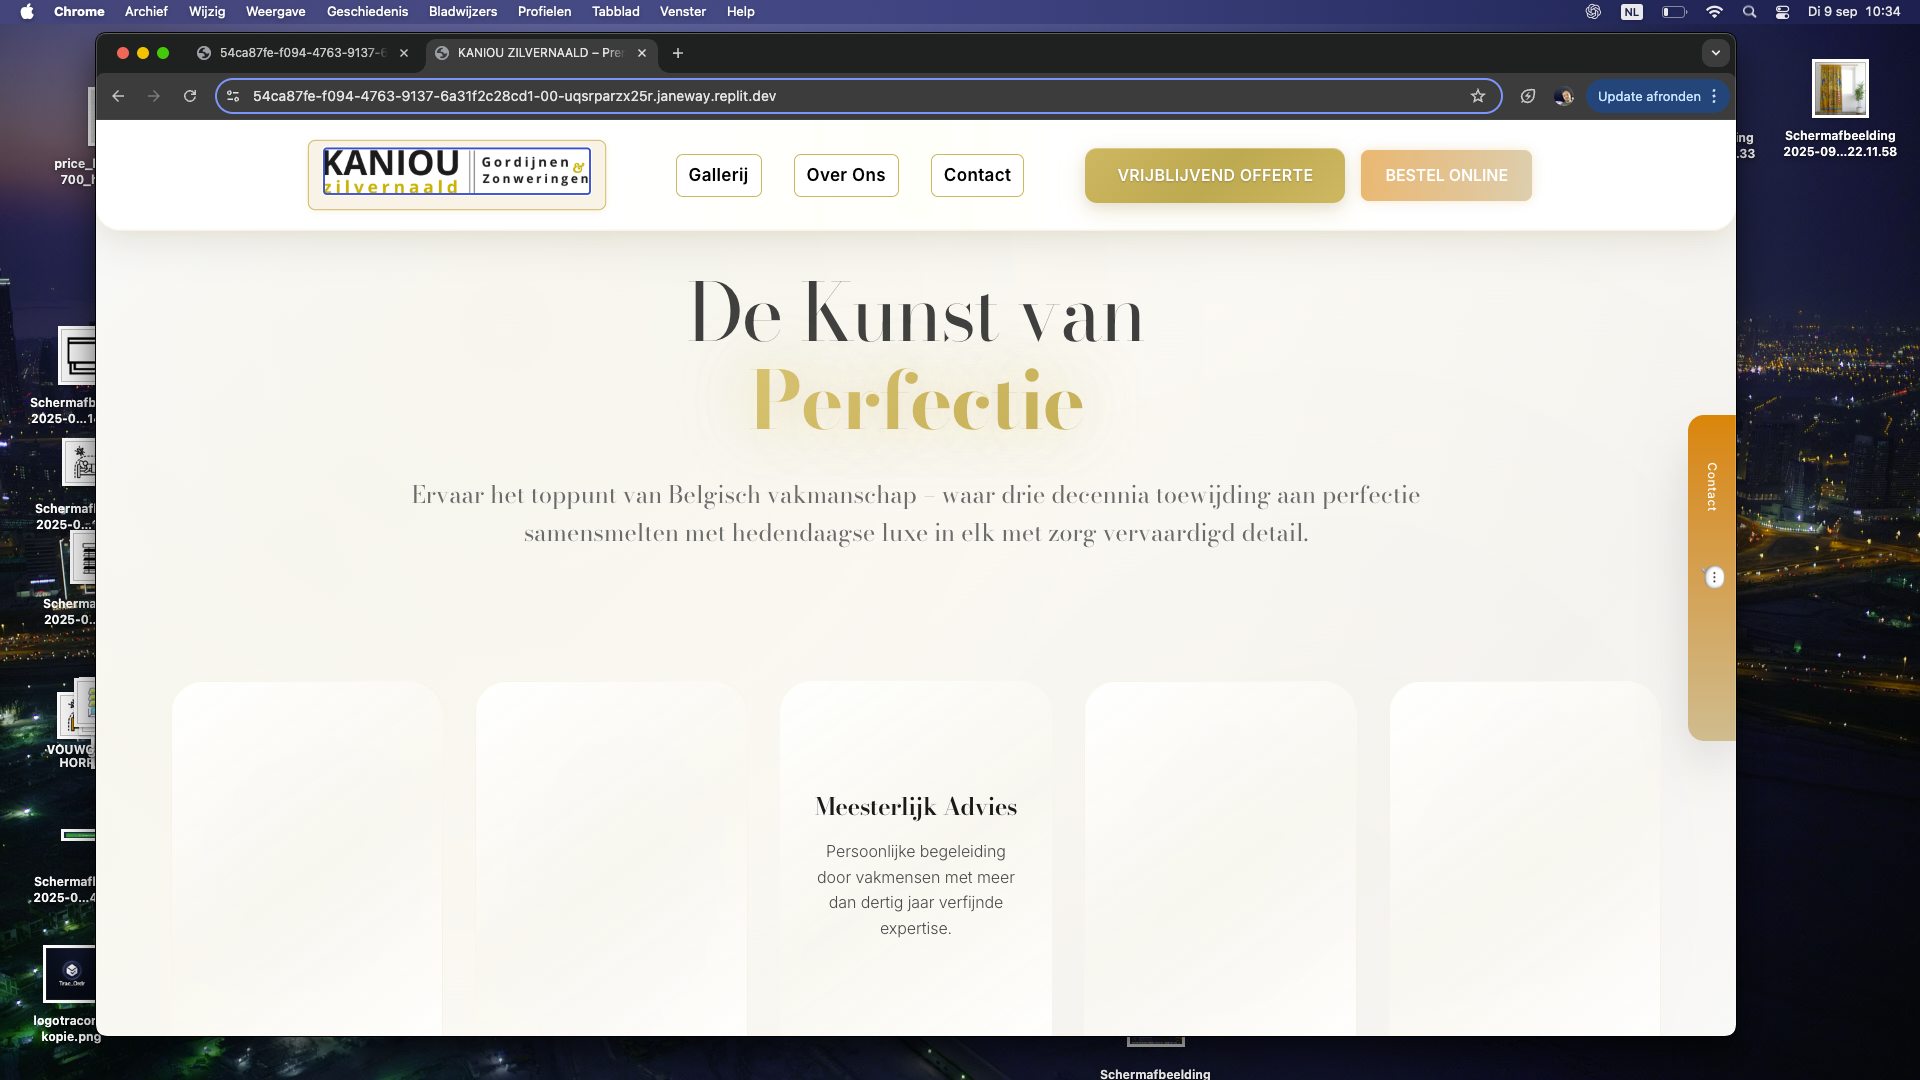 Chrome Archief Wijzig Weergave Geschiedenis Bladwijzers Profielen Tabblad Venster Help
NL
Di 9 sep 10:34
54ca87fe-f094-4763-9137-6
KANIOU ZILVERNAALD – Pre
54ca87fe-f094-4763-9137-6a31f2c28cd1-00-uqsrparzx25r.janeway.replit.dev
Update afronden
KANIOU
zilvernaald
Gordijnen &
Zonweringen
Gallerij
Over Ons
Contact
VRIJBLIJVEND OFFERTE
BESTEL ONLINE
De Kunst van
Perfectie
Ervaar het toppunt van Belgisch vakmanschap – waar drie decennia toewijding aan perfectie
samensmelten met hedendaagse luxe in elk met zorg vervaardigd detail.
Contact
Meesterlijk Advies
Persoonlijke begeleiding
door vakmensen met meer
dan dertig jaar verfijnde
expertise.
price_l
700_h
Schermafb
2025-0...1
Schermaf
2025-0...
Scherma
2025-0..
VOUWG
HORR
Schermafl
2025-0...4
logotracor
kopie.png
ing
.33
Schermafbeelding
2025-09...22.11.58
Schermafbeelding